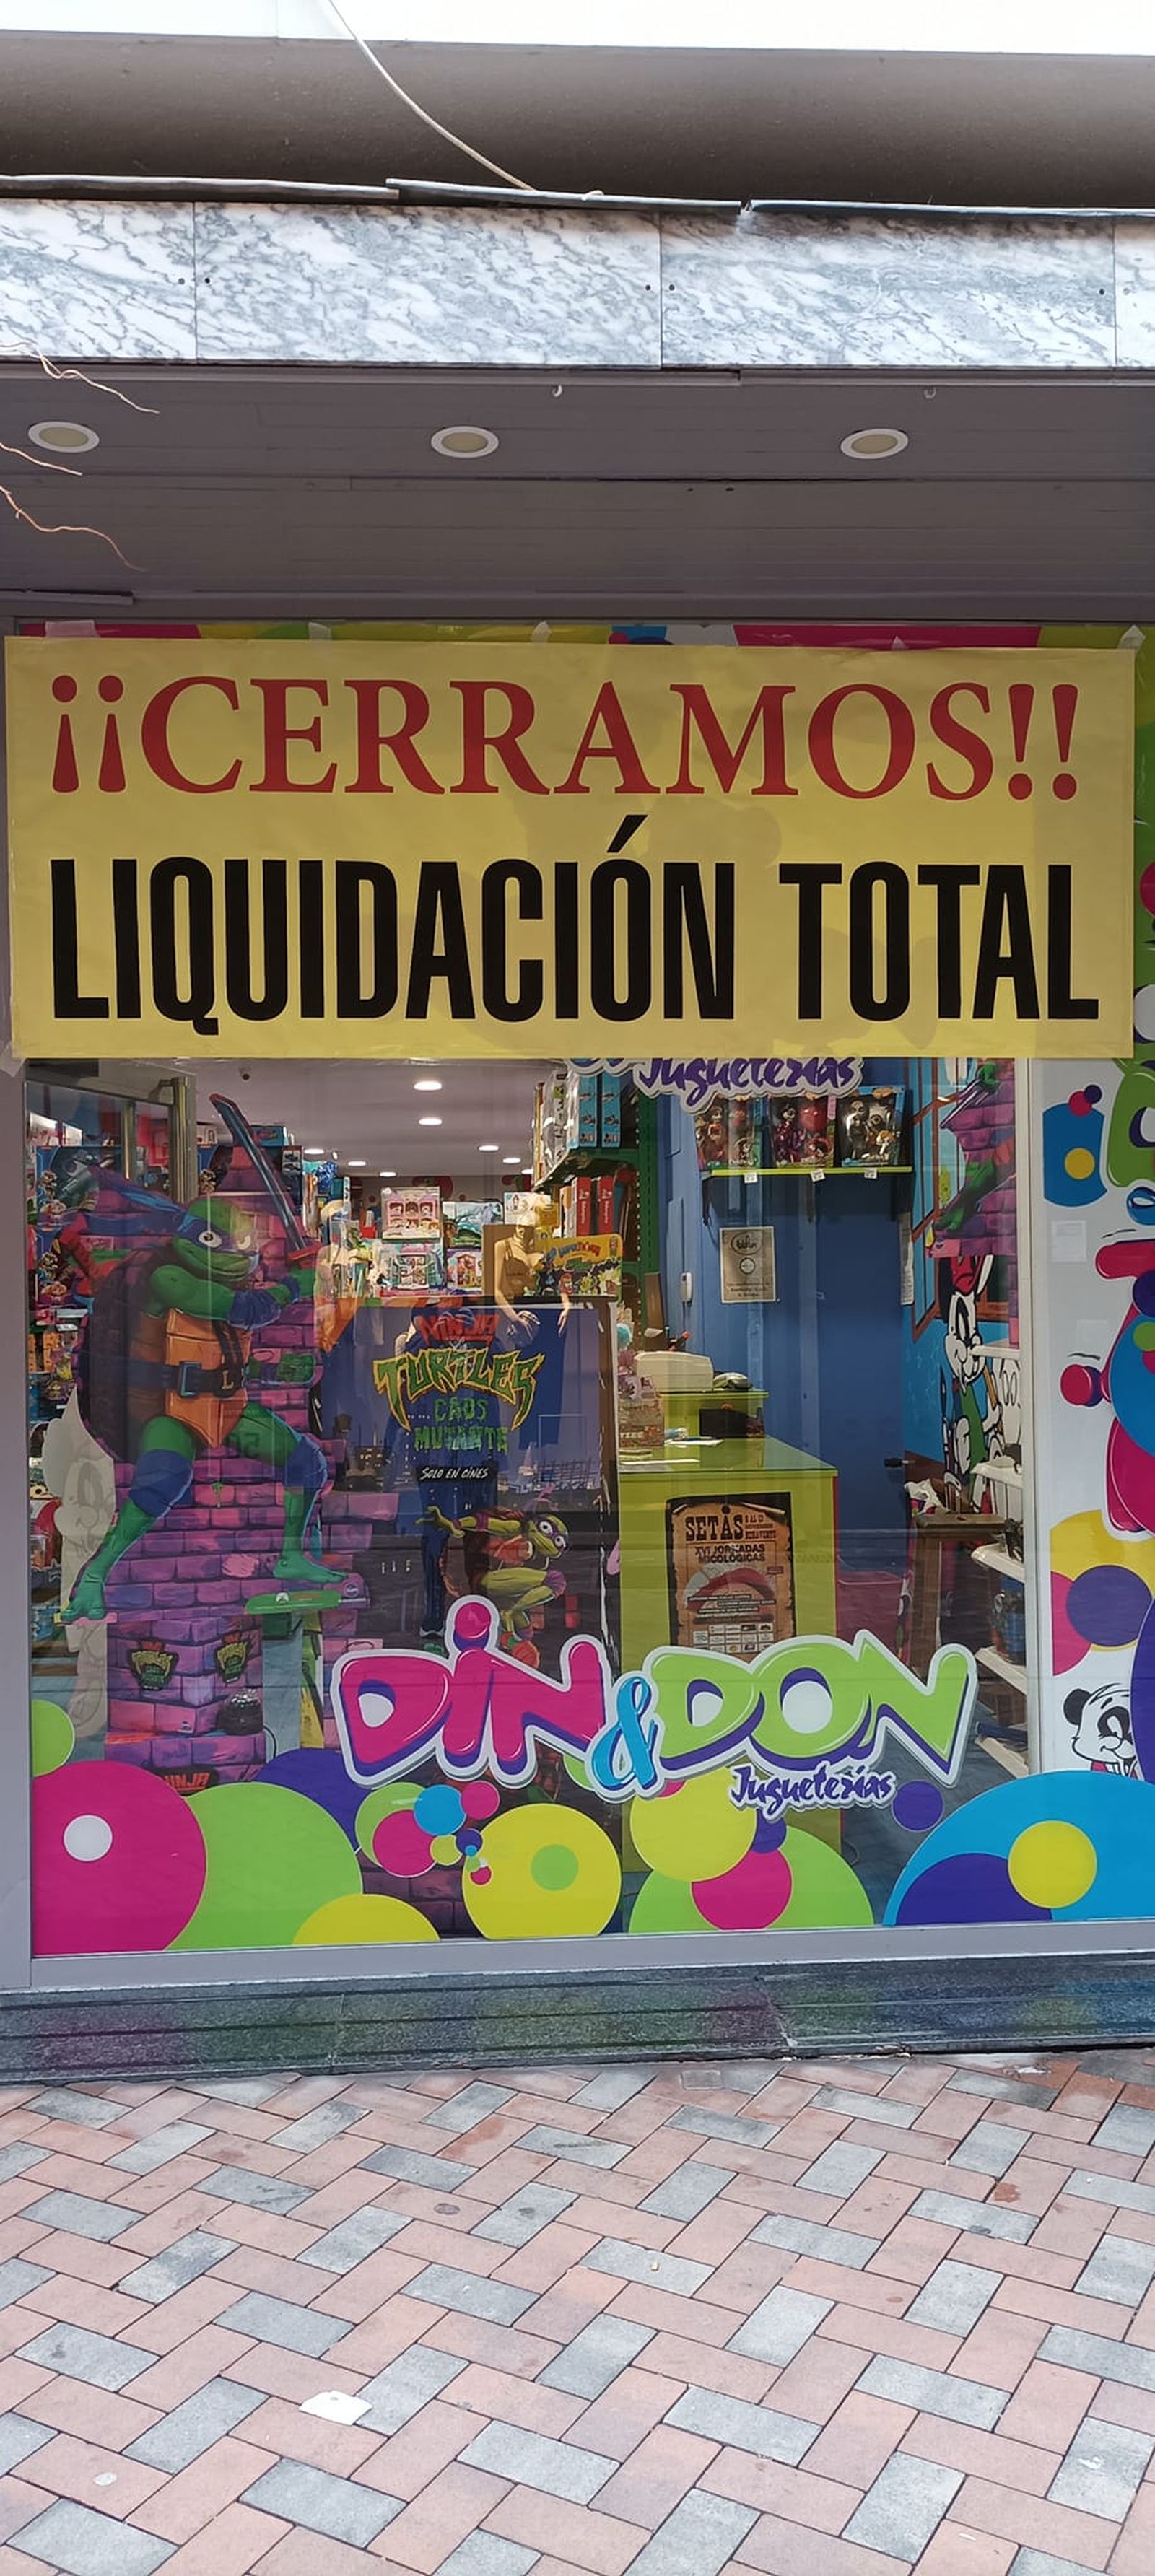 ¡¡CERRAMOS!!
LIQUIDACIÓN TOTAL
Jugueterías
NINJA
TURTLES
CAOS
MUTANTE
SOLO EN CINES
SETAS
XVI JORNADAS
MICOLÓGICAS
DIN & DON
Jugueterías